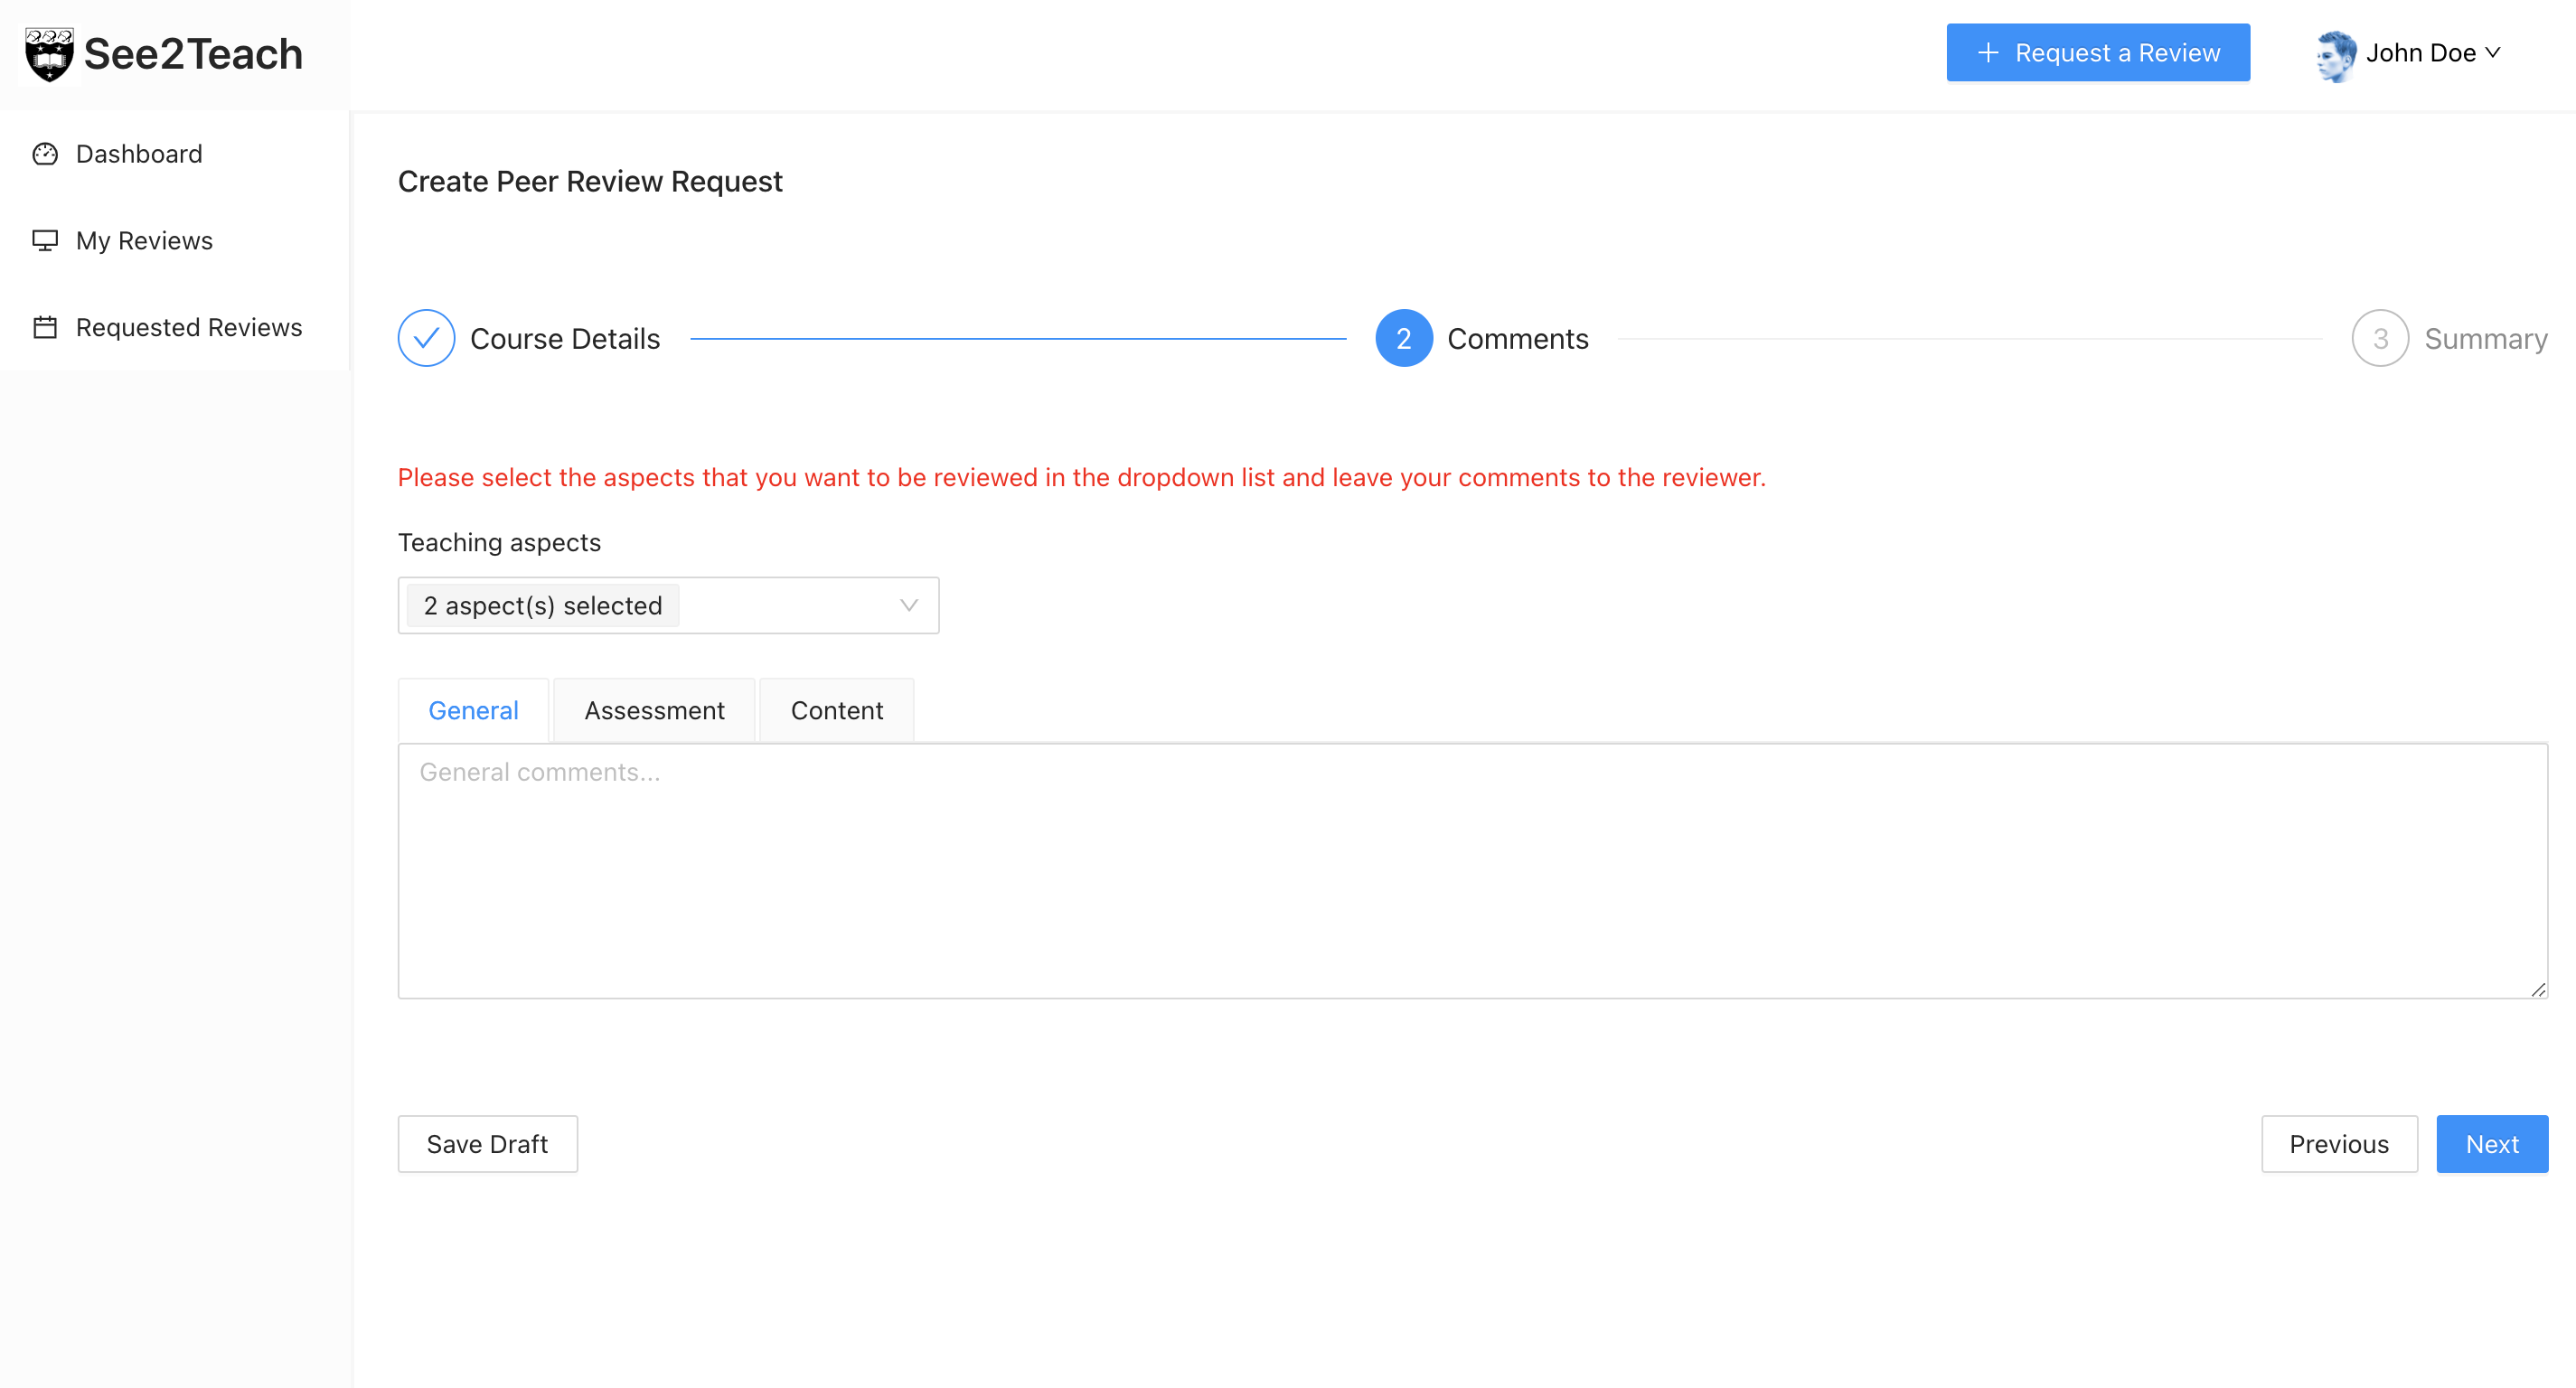 See2Teach
+ Request a Review
John Doe
Dashboard
My Reviews
Requested Reviews
Create Peer Review Request
Course Details
2 Comments
3 Summary
Please select the aspects that you want to be reviewed in the dropdown list and leave your comments to the reviewer.
Teaching aspects
2 aspect(s) selected
General Assessment Content
General comments...
Save Draft
Previous
Next